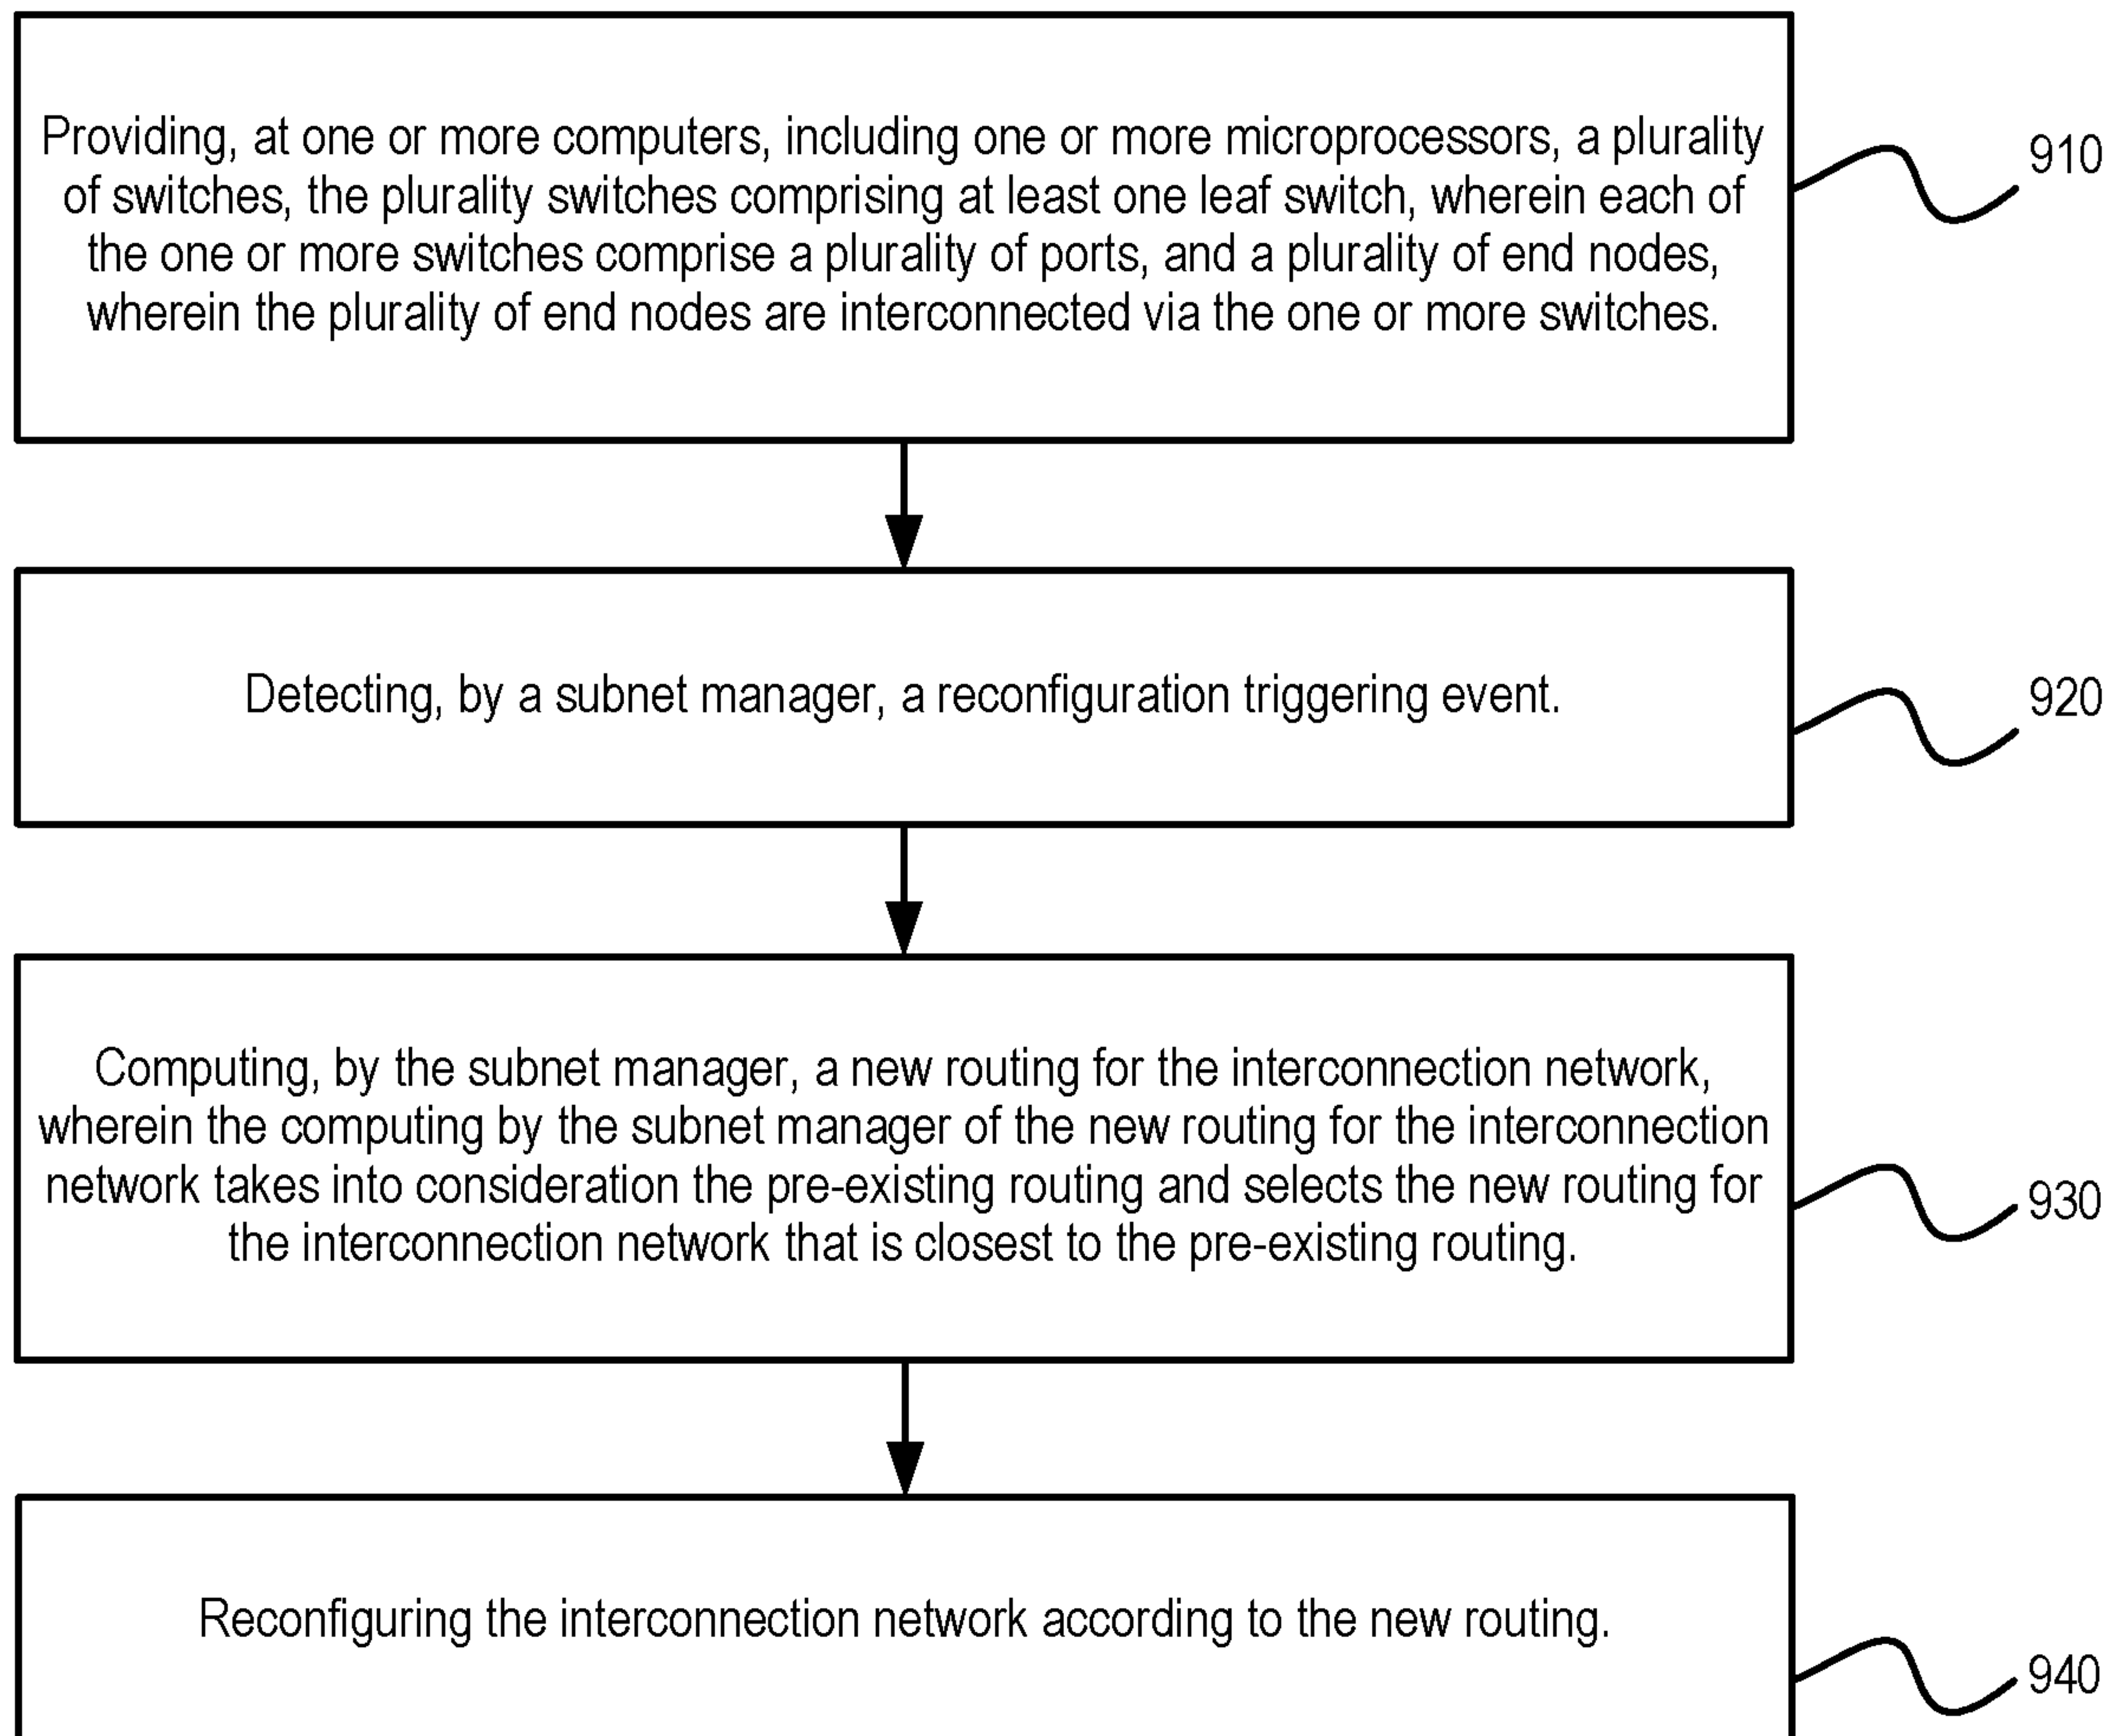 Providing, at one or more computers, including one or more microprocessors, a plurality
of switches, the plurality switches comprising at least one leaf switch, wherein each of
the one or more switches comprise a plurality of ports, and a plurality of end nodes,
wherein the plurality of end nodes are interconnected via the one or more switches.
910
Detecting, by a subnet manager, a reconfiguration triggering event.
920
Computing, by the subnet manager, a new routing for the interconnection network,
wherein the computing by the subnet manager of the new routing for the interconnection
network takes into consideration the pre-existing routing and selects the new routing for
the interconnection network that is closest to the pre-existing routing.
930
Reconfiguring the interconnection network according to the new routing.
940